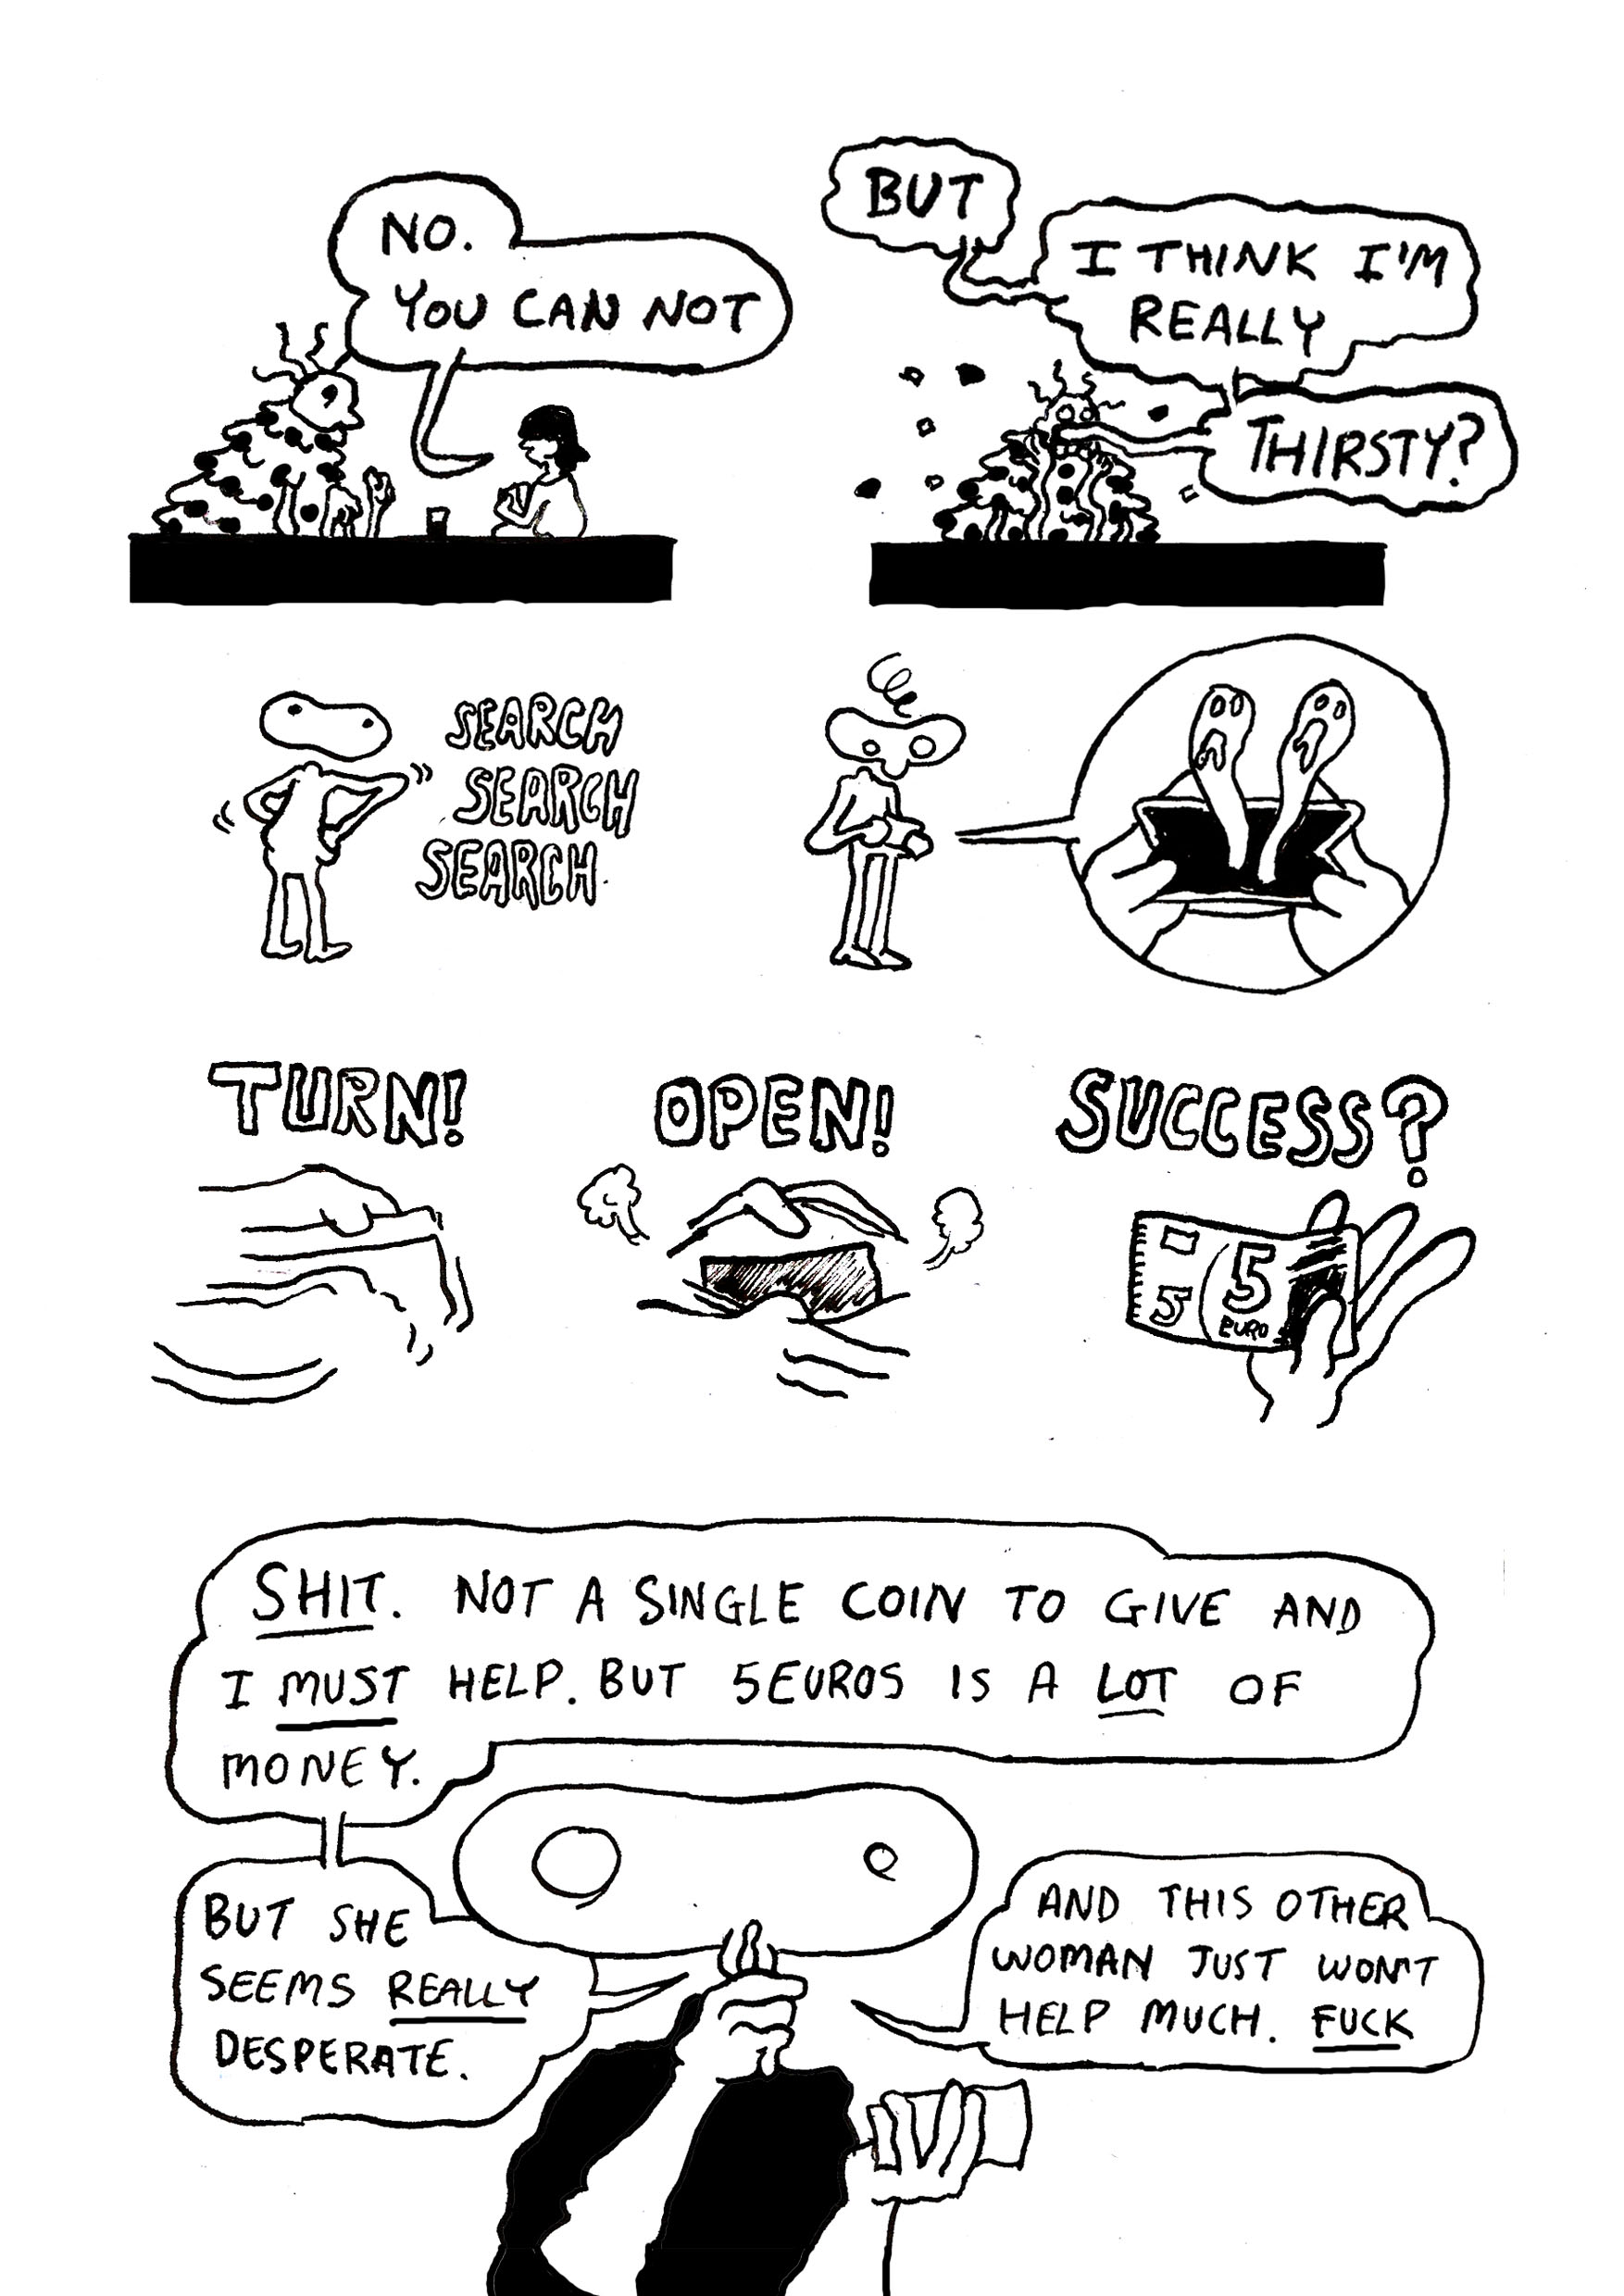 NO.
YOU CAN NOT
BUT
I THINK I'M
REALLY
THIRSTY?
SEARCH
SEARCH
SEARCH.
TURN!
OPEN!
SUCCESS?
5
5
EURO
SHIT. NOT A SINGLE COIN TO GIVE AND
I MUST HELP. BUT 5EUROS IS A LOT OF
MONEY.
BUT SHE
SEEMS REALLY
DESPERATE.
AND THIS OTHER
WOMAN JUST WON'T
HELP MUCH. FUCK